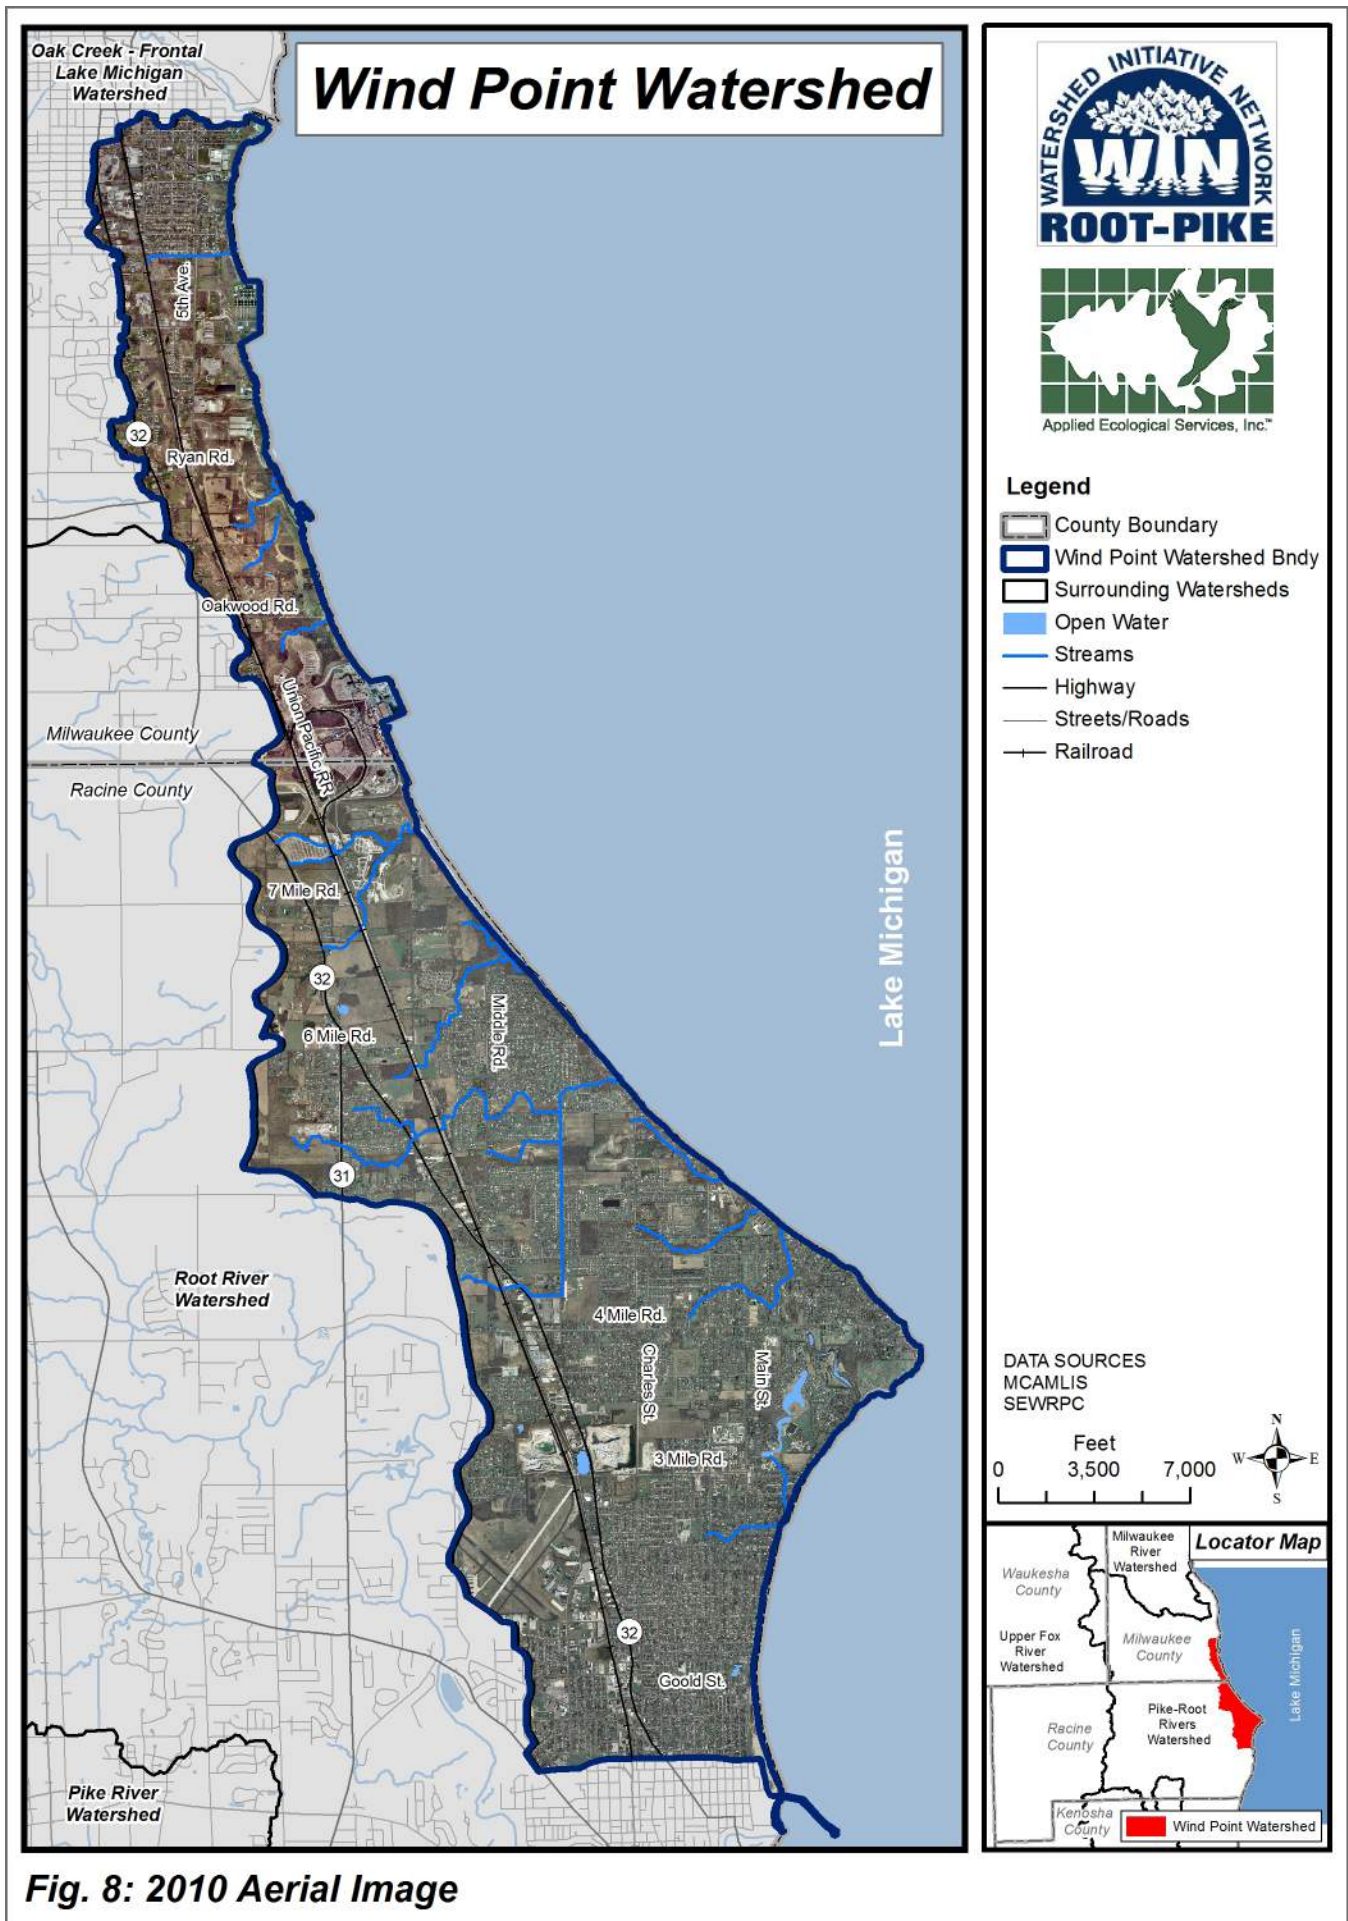 Wind Point Watershed
Oak Creek - Frontal
Lake Michigan
Watershed
5th Ave.
32
Ryan Rd.
Oakwood Rd.
Union Pacific RR
Milwaukee County
Racine County
7 Mile Rd.
32
6 Mile Rd.
Middle Rd.
Lake Michigan
31
Root River
Watershed
4 Mile Rd.
Charles St.
Main St.
3 Mile Rd.
32
Goold St.
Pike River
Watershed
WATERSHED INITIATIVE NETWORK
WIN
ROOT-PIKE
Applied Ecological Services, Inc.™
Legend
County Boundary
Wind Point Watershed Bndy
Surrounding Watersheds
Open Water
Streams
Highway
Streets/Roads
Railroad
DATA SOURCES
MCAMLIS
SEWRPC
Feet
0 3,500 7,000
N
W E
S
Locator Map
Milwaukee
River
Watershed
Waukesha
County
Upper Fox
River
Watershed
Milwaukee
County
Lake Michigan
Pike-Root
Rivers
Watershed
Racine
County
Kenosha
County
Wind Point Watershed
Fig. 8: 2010 Aerial Image